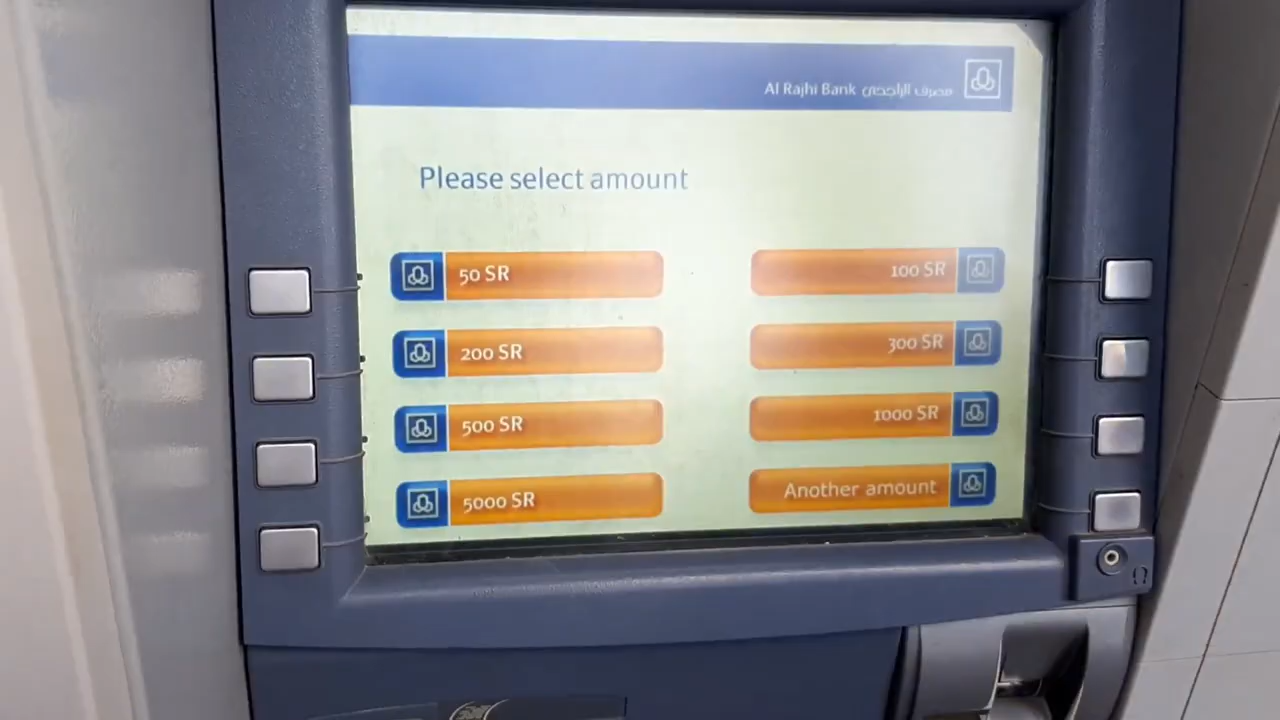 Al Rajhi Bank مصرف الراجحي
Please select amount
50 SR
100 SR
200 SR
300 SR
500 SR
1000 SR
5000 SR
Another amount